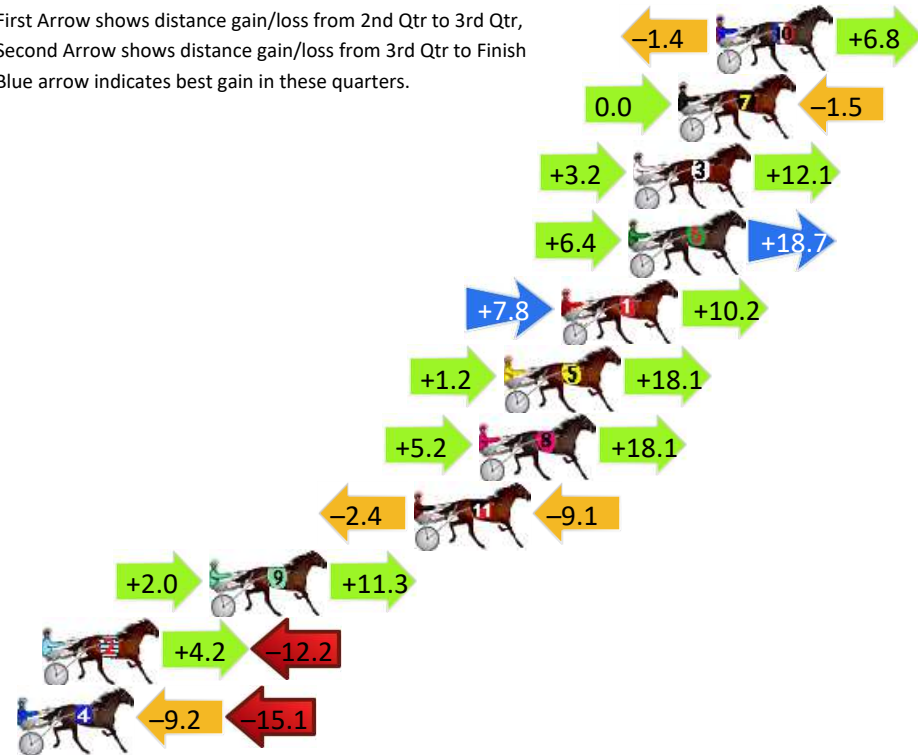 First Arrow shows distance gain/loss from 2nd Qtr to 3rd Qtr,
Second Arrow shows distance gain/loss from 3rd Qtr to Finish
Blue arrow indicates best gain in these quarters.
–1.4 10 +6.8
0.0 7 –1.5
+3.2 3 +12.1
+6.4 6 +18.7
+7.8 1 +10.2
+1.2 5 +18.1
+5.2 8 +18.1
–2.4 11 –9.1
+2.0 9 +11.3
2 +4.2 –12.2
4 –9.2 –15.1